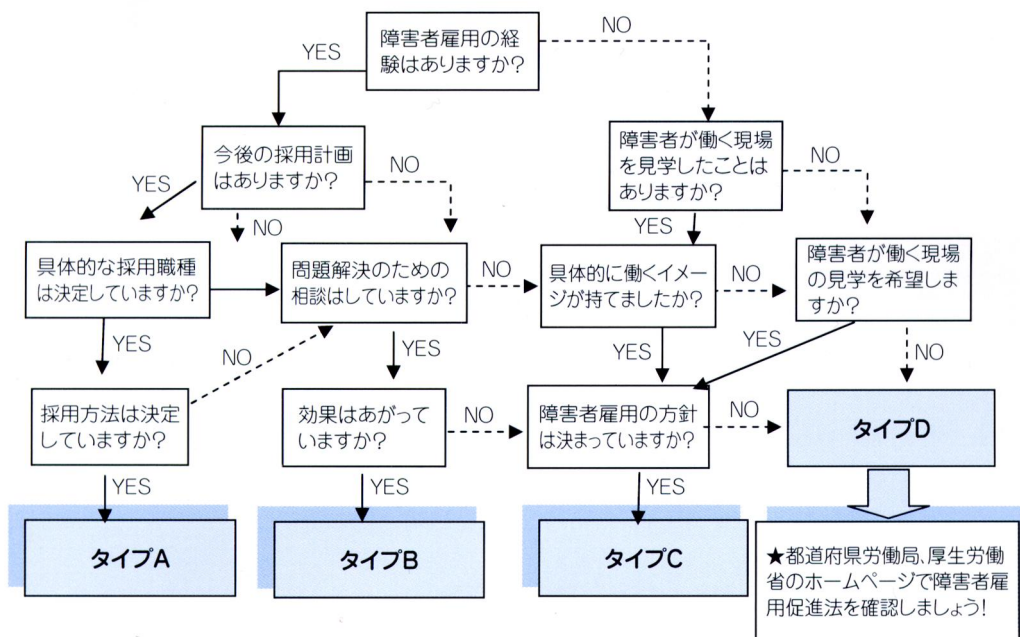 障害者雇用の経
験はありますか?
YES
NO
今後の採用計画
はありますか?
YES
NO
NO
障害者が働く現場
を見学したことは
ありますか?
NO
YES
具体的な採用職種
は決定していますか?
YES
問題解決のための
相談はしていますか?
NO
YES
具体的に働くイメー
ジが持てましたか?
NO
YES
障害者が働く現場
の見学を希望しま
すか?
YES
NO
採用方法は決定
していますか?
NO
YES
効果はあがって
いますか?
NO
YES
障害者雇用の方針
は決まっていますか?
NO
YES
タイプD
タイプA
タイプB
タイプC
★都道府県労働局、厚生労働
省のホームページで障害者雇
用促進法を確認しましょう!